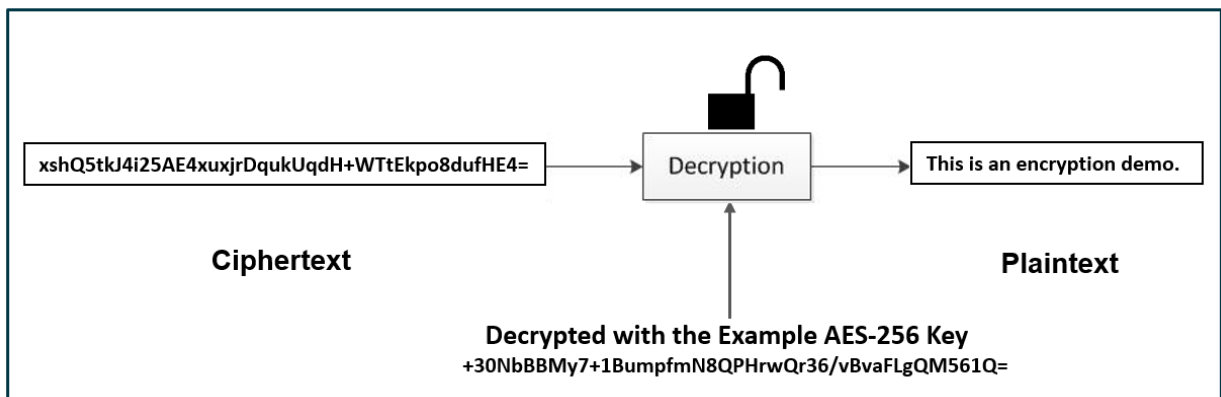 xshQ5tkJ4i25AE4xuxjrDqukUqdH+WTtEkpo8dufHE4=
Decryption
This is an encryption demo.
Ciphertext
Plaintext
Decrypted with the Example AES-256 Key
+30NbBBMy7+1BumpfmN8QPHrwQr36/vBvaFLgQM561Q=